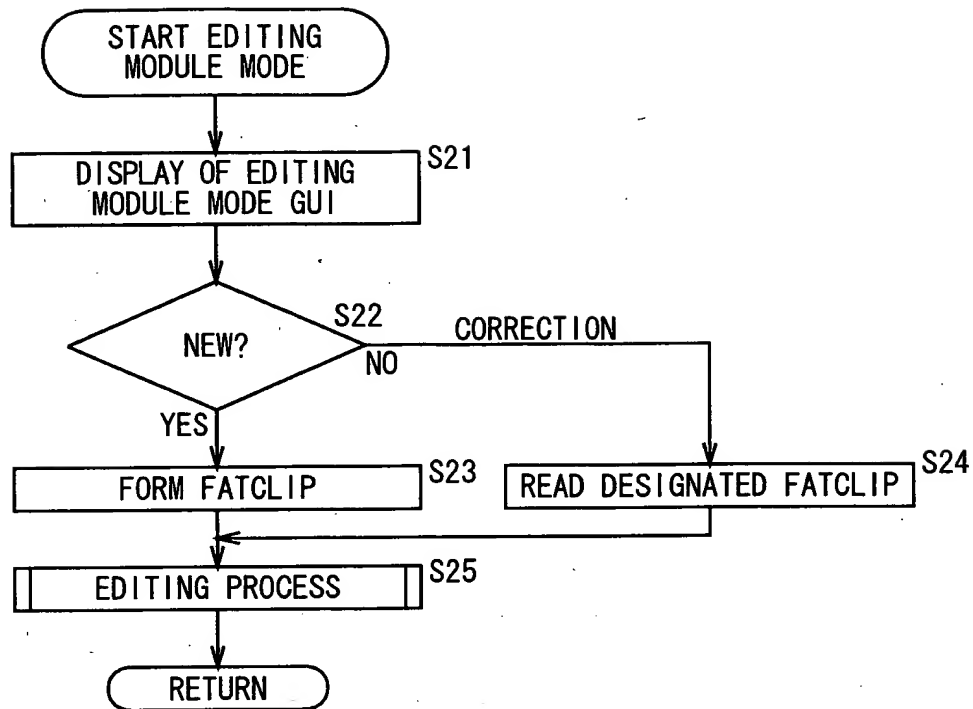 START EDITING
MODULE MODE
DISPLAY OF EDITING
MODULE MODE GUI
S21
NEW?
S22
NO
CORRECTION
YES
FORM FATCLIP
S23
READ DESIGNATED FATCLIP
S24
EDITING PROCESS
S25
RETURN